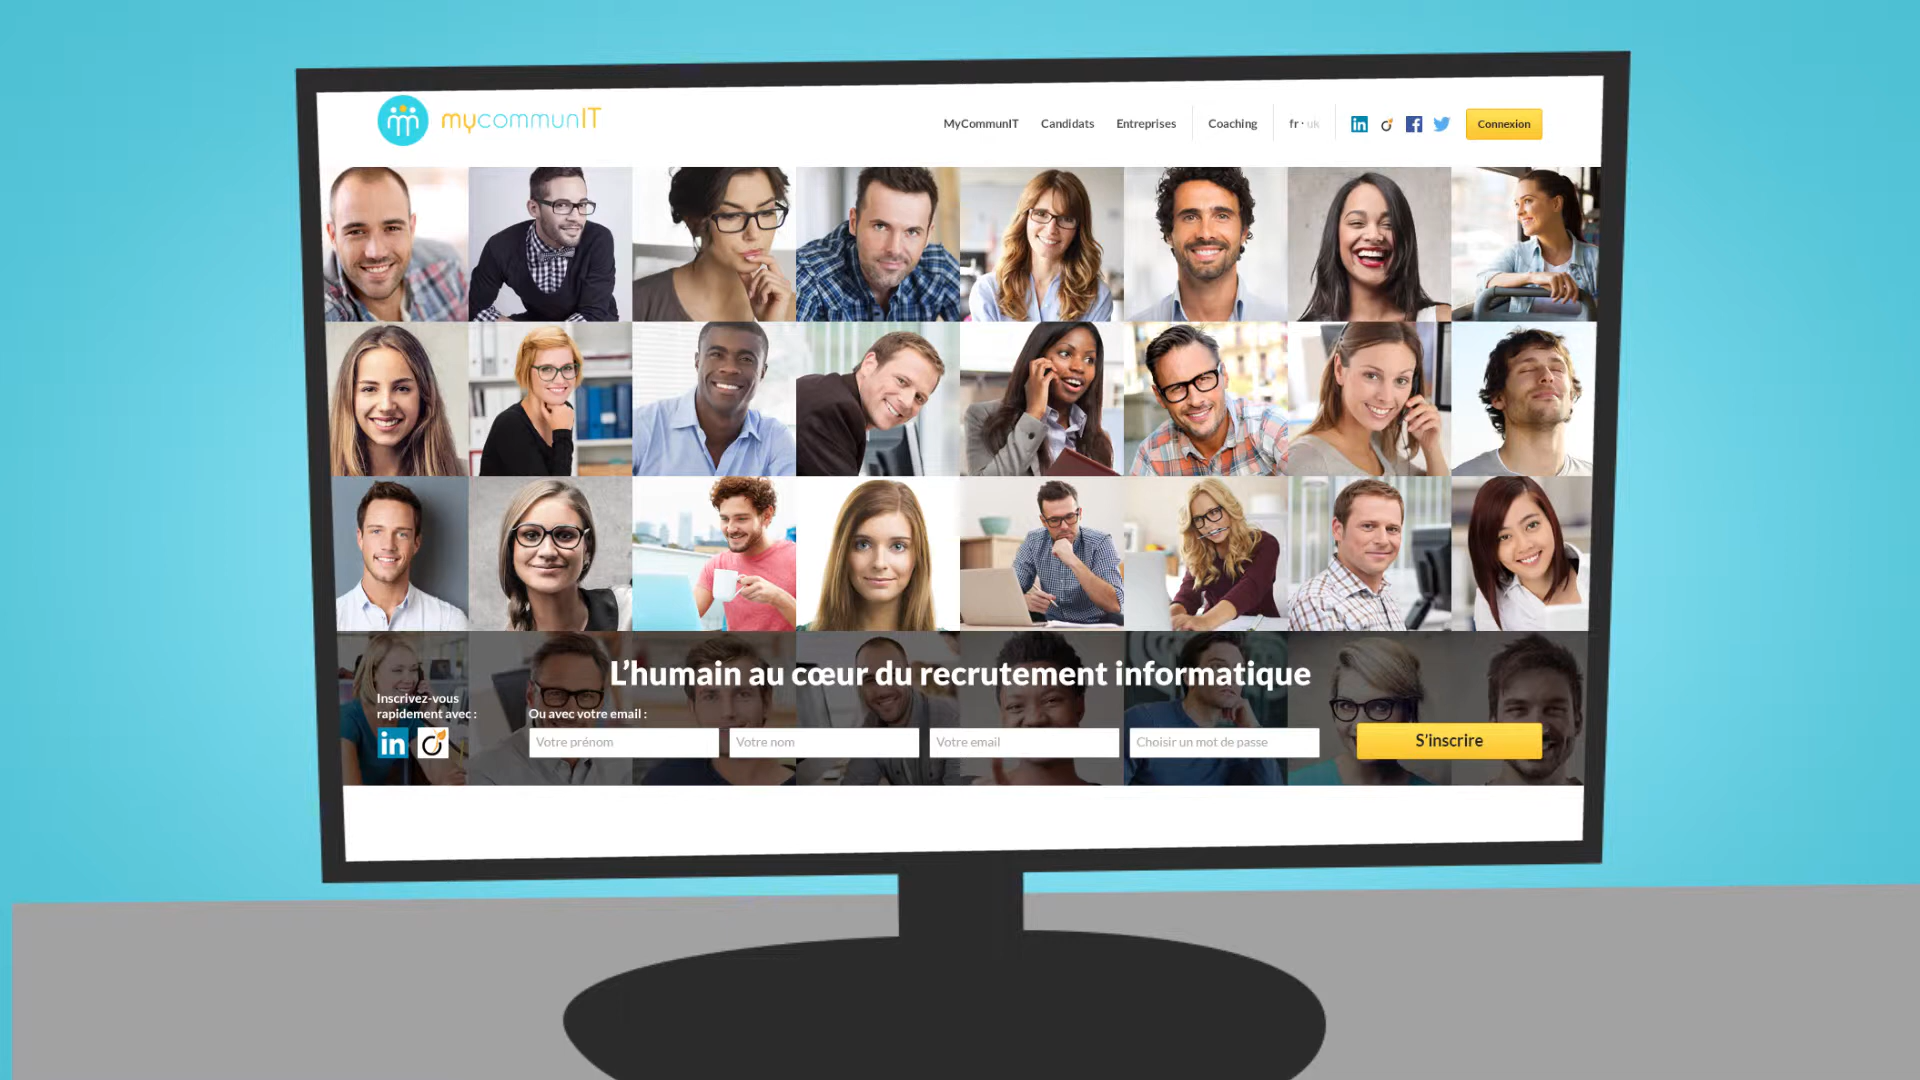 mycommunIT
MyCommunIT
Candidats
Entreprises
Coaching
fr · uk
Connexion
L'humain au cœur du recrutement informatique
Inscrivez-vous
rapidement avec :
Ou avec votre email :
Votre prénom
Votre nom
Votre email
Choisir un mot de passe
S'inscrire